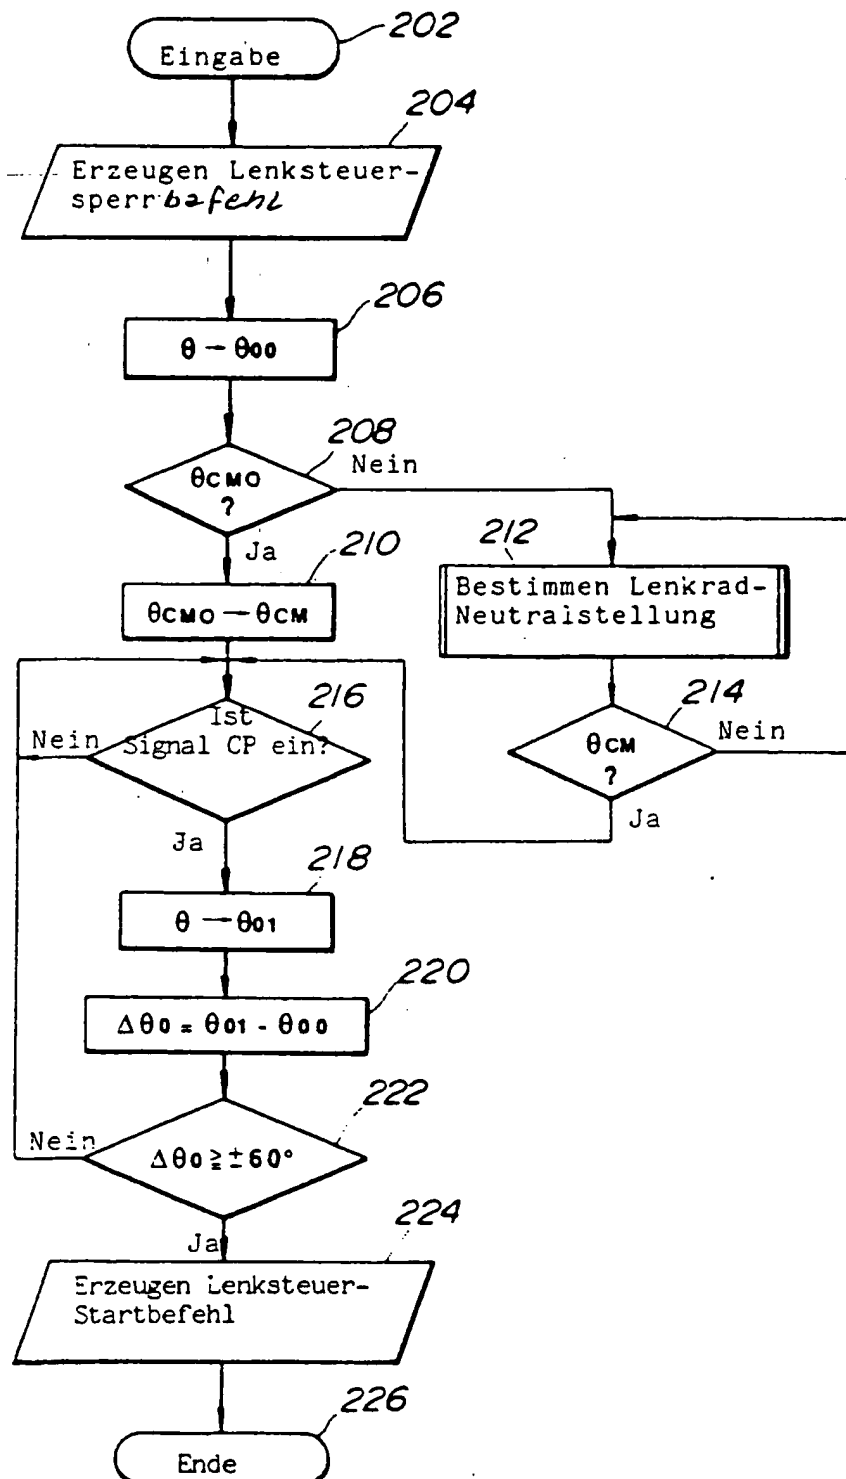 202
Eingabe
204
Erzeugen Lenksteuer-
sperrbefehl
206
θ → θ00
208
θCMO
?
Nein
Ja
210
θCMO → θCM
212
Bestimmen Lenkrad-
Neutralstellung
214
θCM
?
Nein
Ja
216
Ist
Signal CP ein?
Nein
Ja
218
θ → θ01
220
Δθ0 = θ01 - θ00
222
Δθ0 ≧ ±60°
Nein
Ja
224
Erzeugen Lenksteuer-
Startbefehl
226
Ende